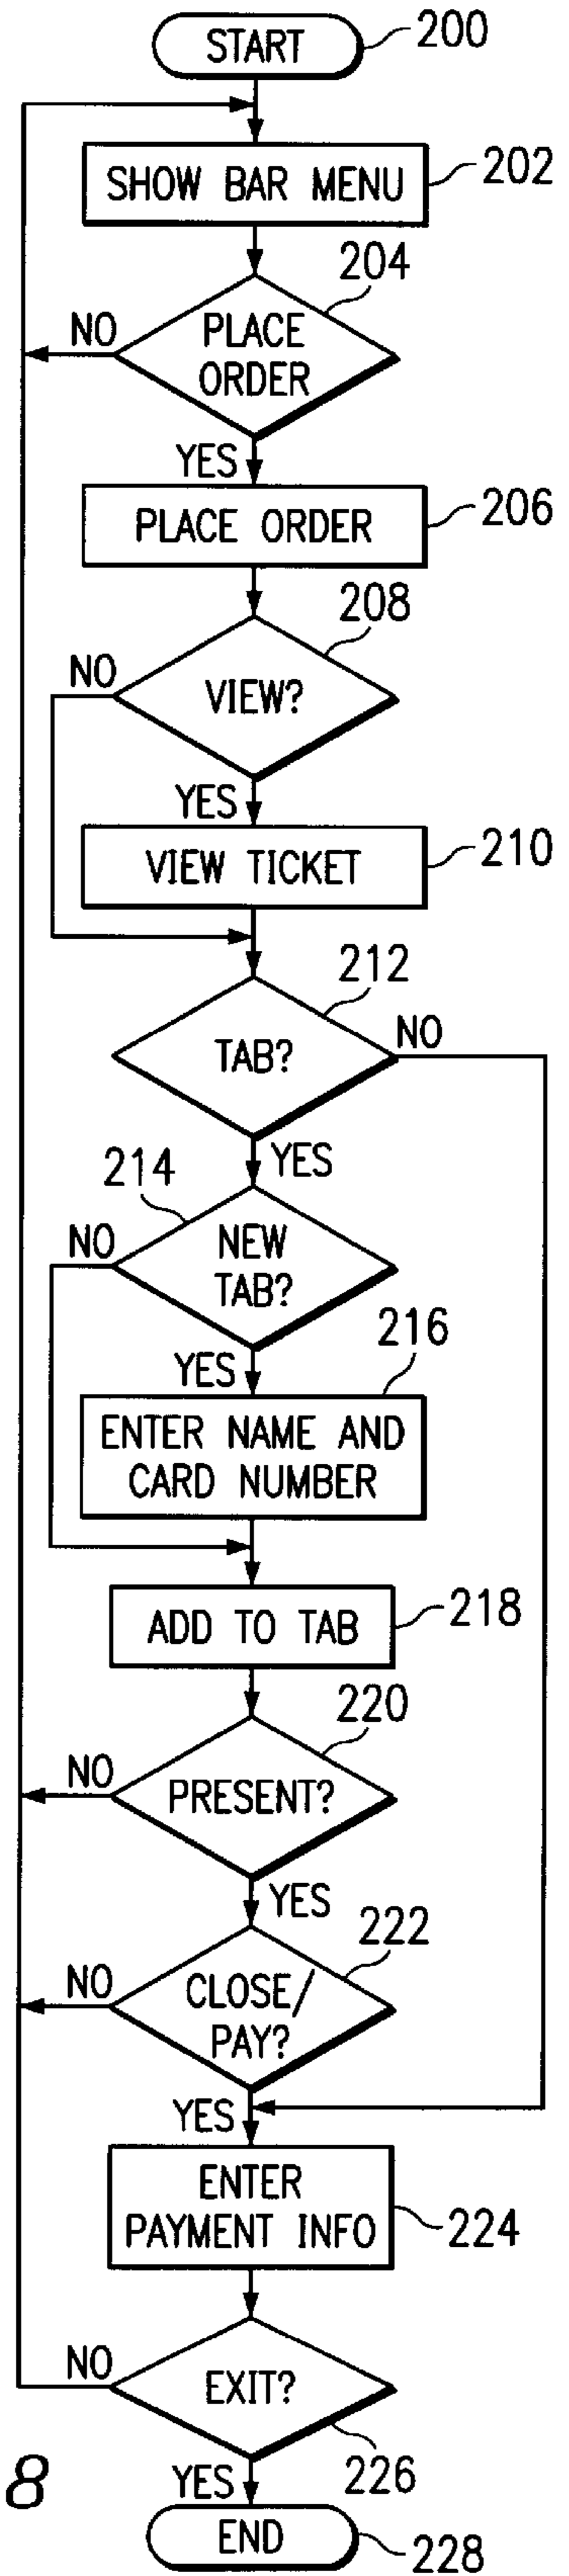 START 200
SHOW BAR MENU 202
204
NO PLACE
ORDER
YES
PLACE ORDER 206
208
NO VIEW?
YES
VIEW TICKET 210
212
TAB? NO
YES
214
NO NEW
TAB?
216
YES
ENTER NAME AND
CARD NUMBER
ADD TO TAB 218
220
NO PRESENT?
YES
222
NO CLOSE/
PAY?
YES
ENTER
PAYMENT INFO 224
NO EXIT?
226
8
YES
END 228